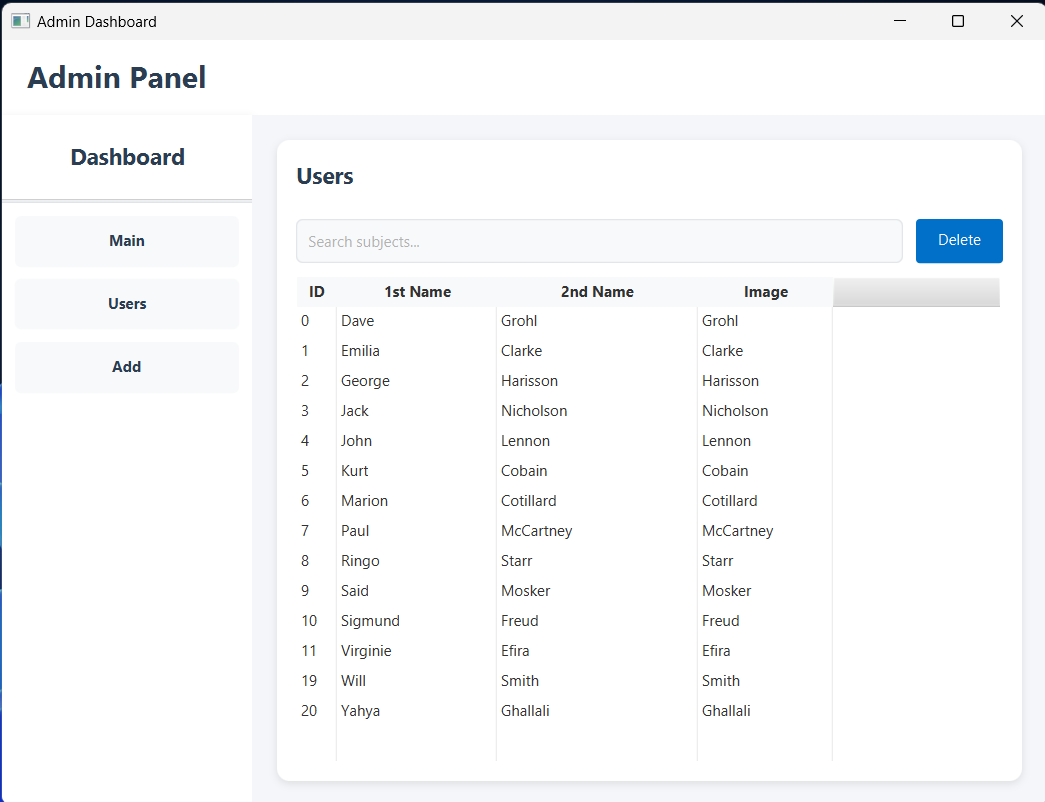 Admin Dashboard
Admin Panel
Dashboard
Main
Users
Add
Users
Search subjects...
Delete
ID 1st Name 2nd Name Image
0 Dave Grohl Grohl
1 Emilia Clarke Clarke
2 George Harisson Harisson
3 Jack Nicholson Nicholson
4 John Lennon Lennon
5 Kurt Cobain Cobain
6 Marion Cotillard Cotillard
7 Paul McCartney McCartney
8 Ringo Starr Starr
9 Said Mosker Mosker
10 Sigmund Freud Freud
11 Virginie Efira Efira
19 Will Smith Smith
20 Yahya Ghallali Ghallali